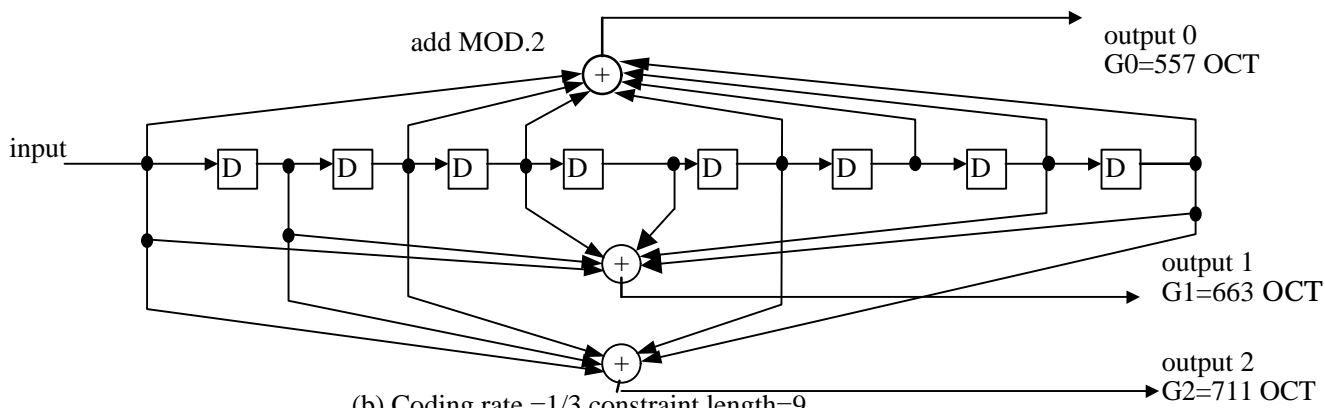 add MOD.2
output 0
G0=557 OCT
+
input
D D D D D D D D
+
output 1
G1=663 OCT
+
output 2
G2=711 OCT
(b) Coding rate =1/3 constraint length=9